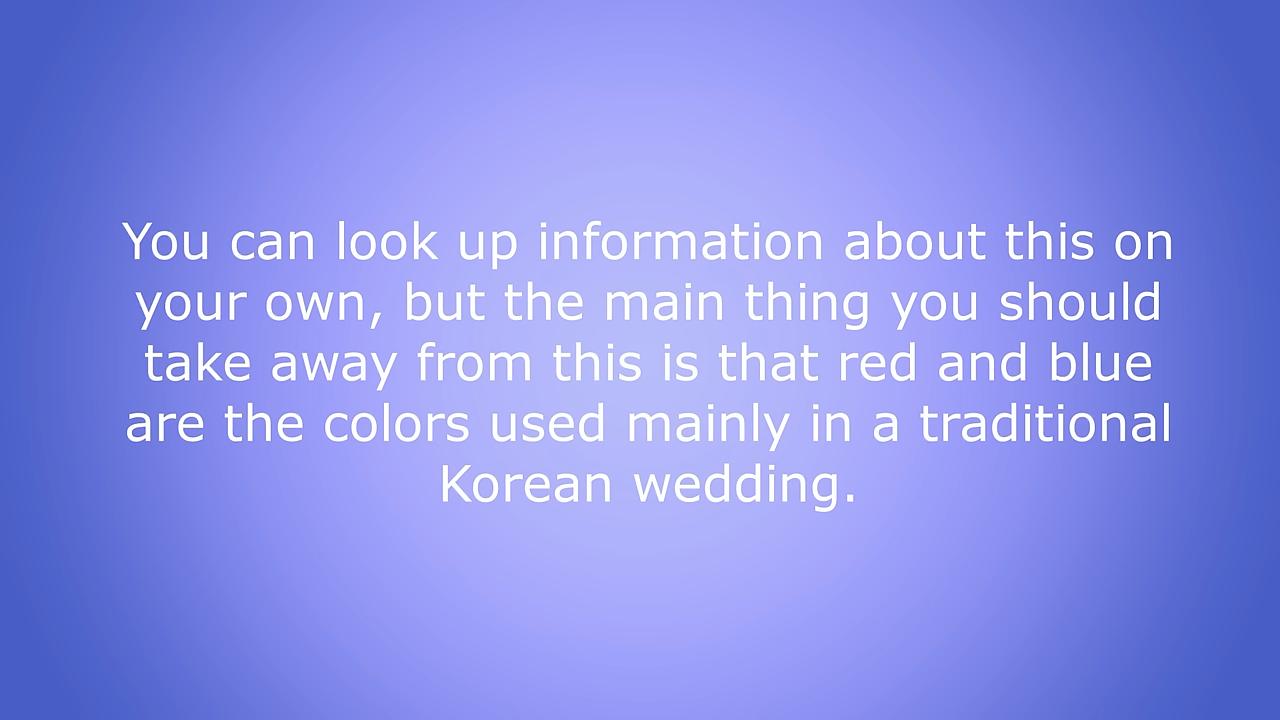 You can look up information about this on
your own, but the main thing you should
take away from this is that red and blue
are the colors used mainly in a traditional
Korean wedding.